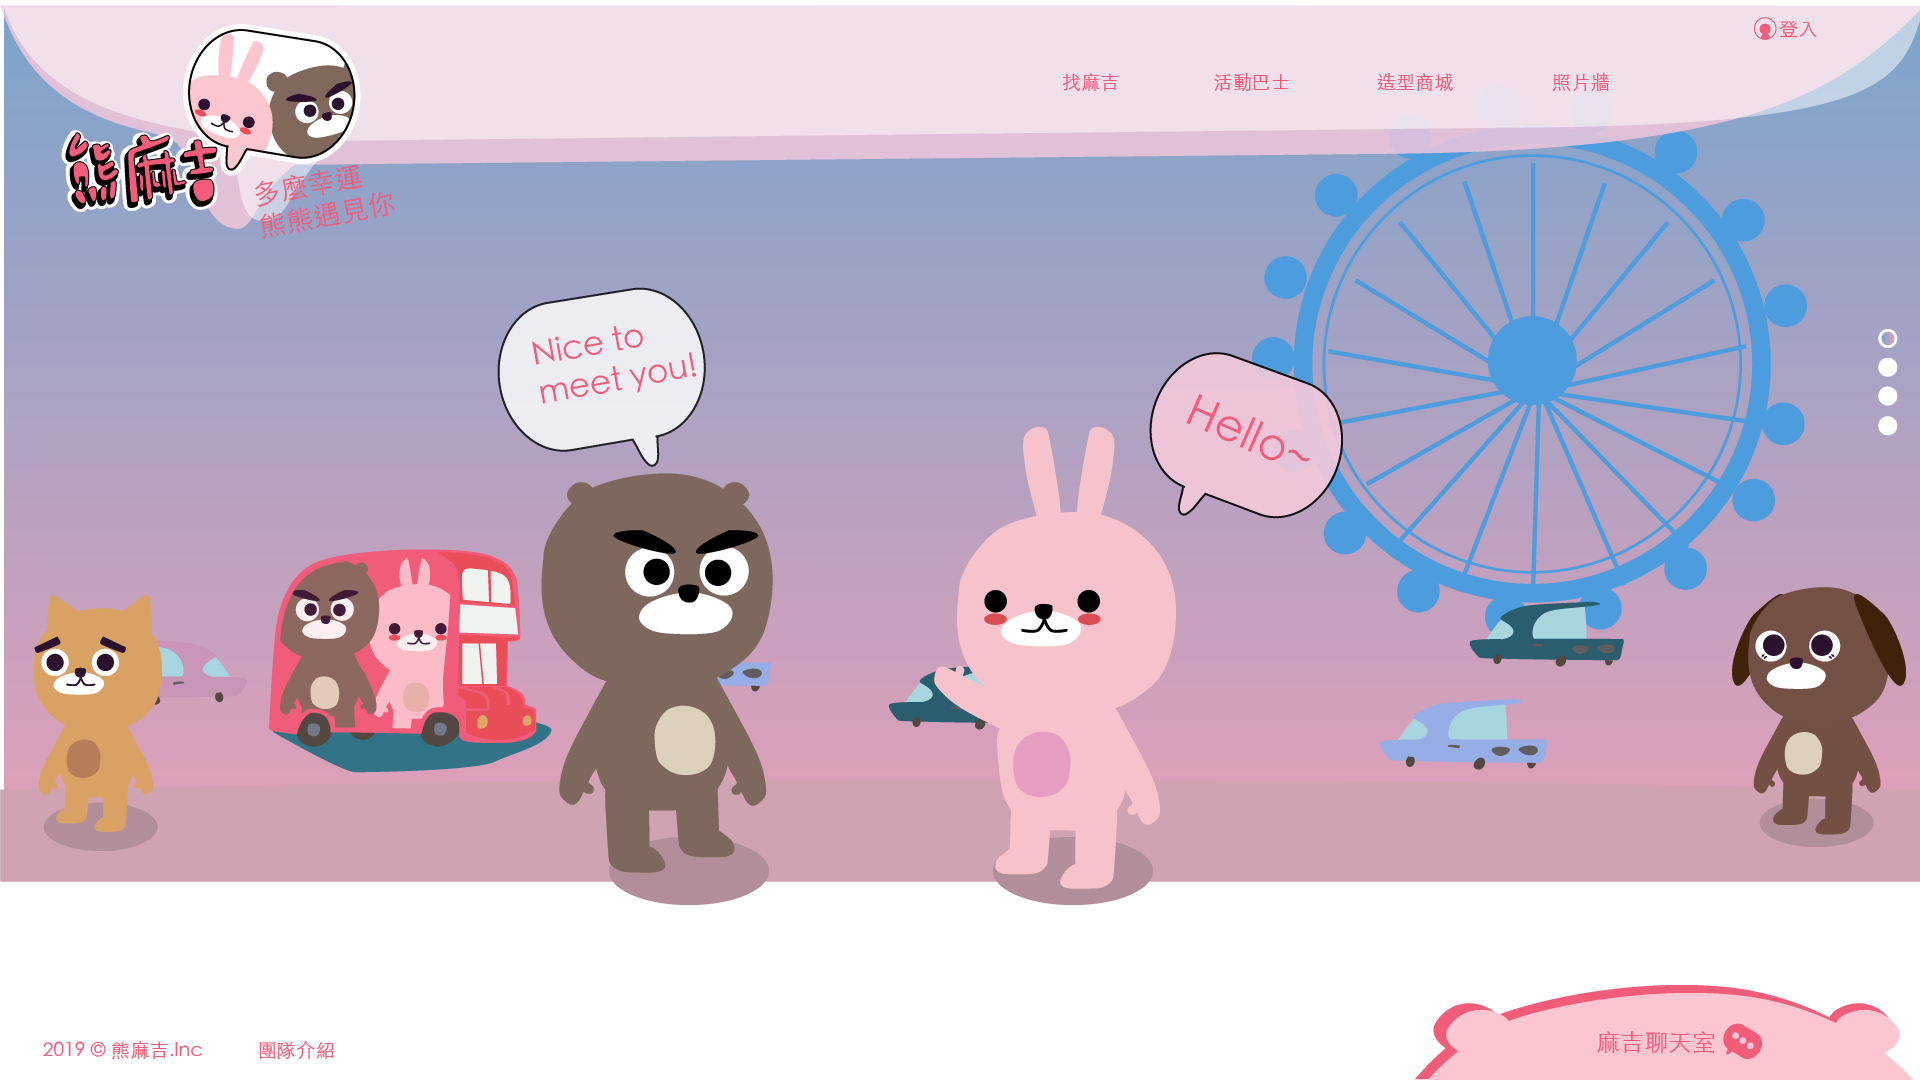 登入
找麻吉
活動巴士
造型商城
照片牆
熊麻吉
多麼幸運
熊熊遇見你
Nice to
meet you!
Hello~
2019 © 熊麻吉.Inc
團隊介紹
麻吉聊天室